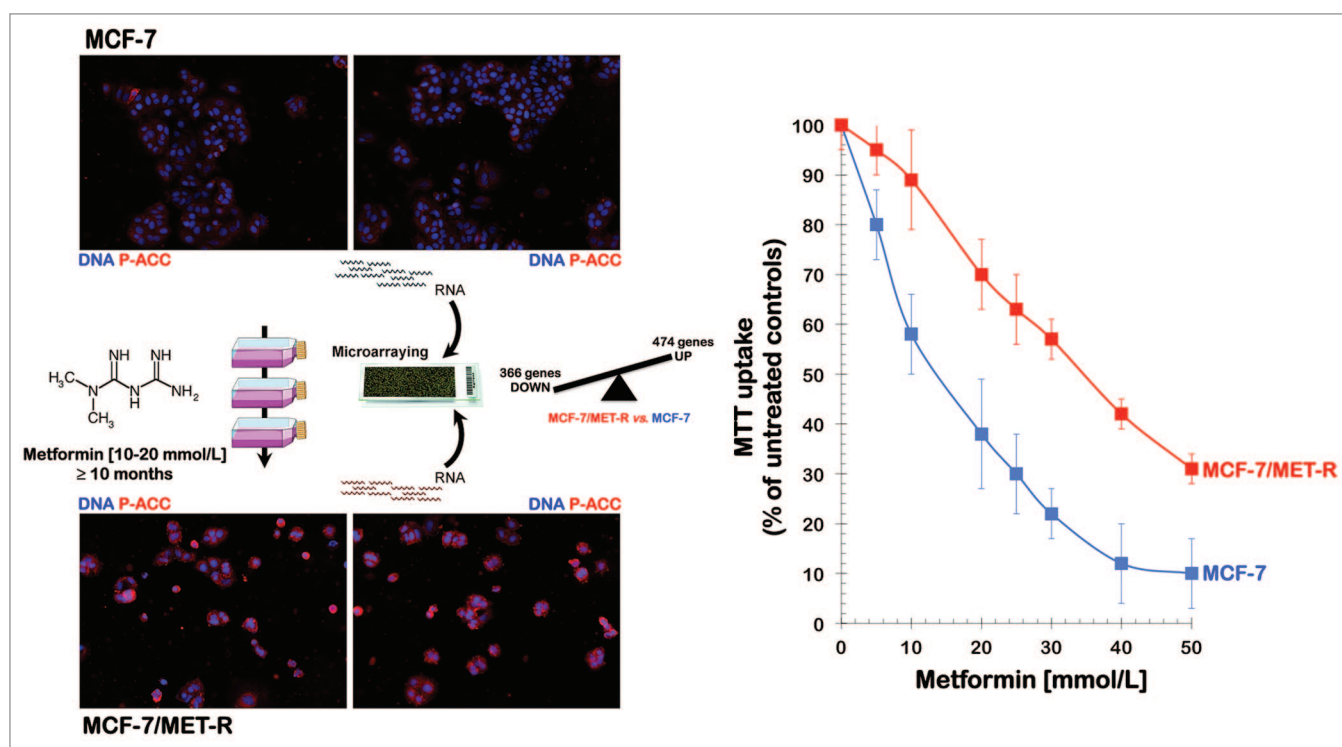 MCF-7
DNA P-ACC
DNA P-ACC
RNA
Microarraying
474 genes
UP
366 genes
DOWN
MCF-7/MET-R vs. MCF-7
NH NH
H₃C
N
N
H
NH₂
CH₃
Metformin [10-20 mmol/L]
≥ 10 months
RNA
DNA P-ACC
DNA P-ACC
MCF-7/MET-R
MTT uptake
(% of untreated controls)
100
90
80
70
60
50
40
30
20
10
0
MCF-7/MET-R
MCF-7
0 10 20 30 40 50
Metformin [mmol/L]